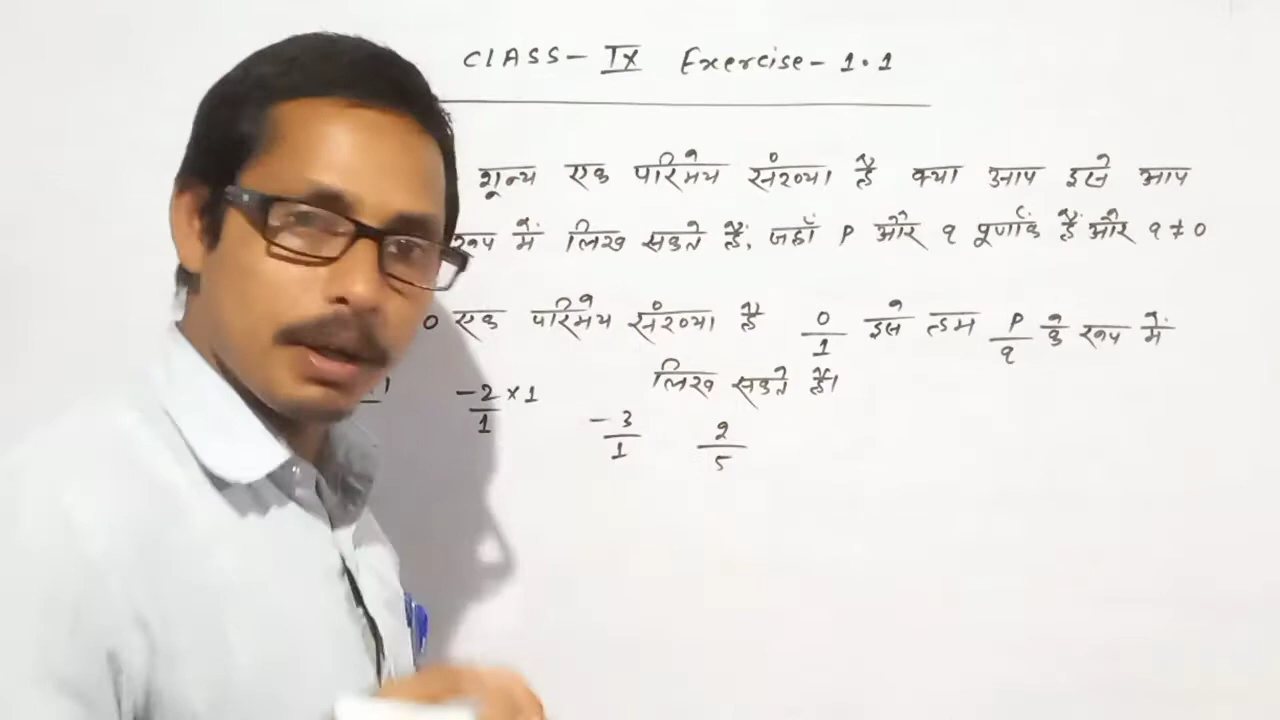 CLASS - IX Exercise - 1.1
शून्य एक परिमेय संख्या है क्या आप इसे आप
रूप में लिख सकते हैं, जहाँ P और q पूर्णांक हैं और q ≠ 0
0 एक परिमेय संख्या है 0/1 इसे हम P/q के रूप में
लिख सकते हैं।
-2/1 × 1
-3/1 2/5